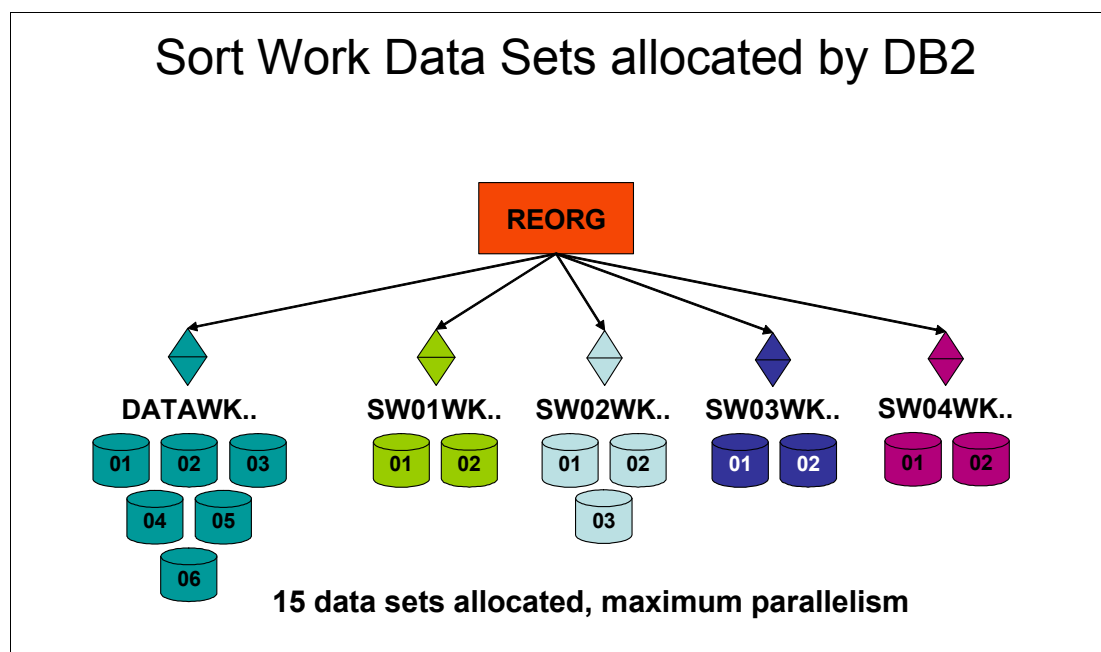 Sort Work Data Sets allocated by DB2
REORG
DATAWK.. SW01WK.. SW02WK.. SW03WK.. SW04WK..
01 02 03 01 02 01 02 01 02 01 02
04 05 03
06
15 data sets allocated, maximum parallelism